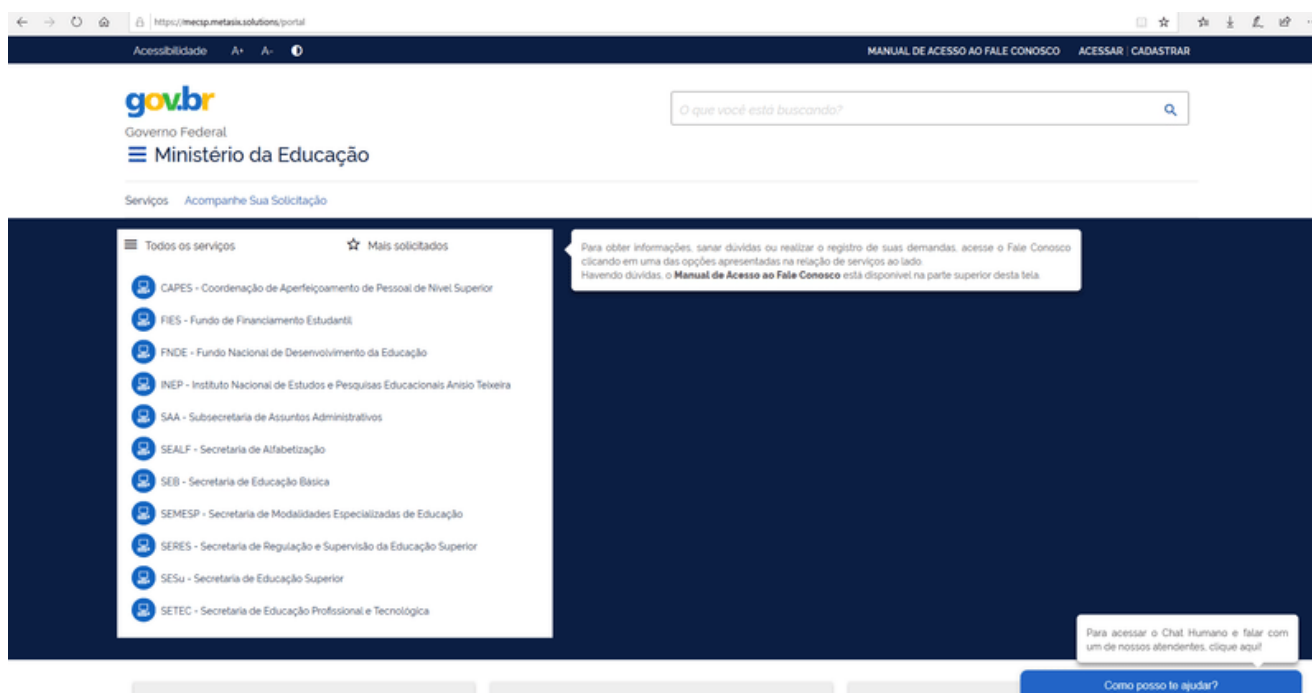 https://mecsp.metasix.solutions/portal
Acessibilidade A+ A- MANUAL DE ACESSO AO FALE CONOSCO ACESSAR | CADASTRAR
gov.br
O que você está buscando?
Governo Federal
Ministério da Educação
Serviços Acompanhe Sua Solicitação
Todos os serviços Mais solicitados
Para obter informações, sanar dúvidas ou realizar o registro de suas demandas, acesse o Fale Conosco
clicando em uma das opções apresentadas na relação de serviços ao lado.
Havendo dúvidas, o Manual de Acesso ao Fale Conosco está disponível na parte superior desta tela.
CAPES - Coordenação de Aperfeiçoamento de Pessoal de Nível Superior
FIES - Fundo de Financiamento Estudantil
FNDE - Fundo Nacional de Desenvolvimento da Educação
INEP - Instituto Nacional de Estudos e Pesquisas Educacionais Anísio Teixeira
SAA - Subsecretaria de Assuntos Administrativos
SEALF - Secretaria de Alfabetização
SEB - Secretaria de Educação Básica
SEMESP - Secretaria de Modalidades Especializadas de Educação
SERES - Secretaria de Regulação e Supervisão da Educação Superior
SESu - Secretaria de Educação Superior
SETEC - Secretaria de Educação Profissional e Tecnológica
Para acessar o Chat Humano e falar com
um de nossos atendentes, clique aqui!
Como posso te ajudar?